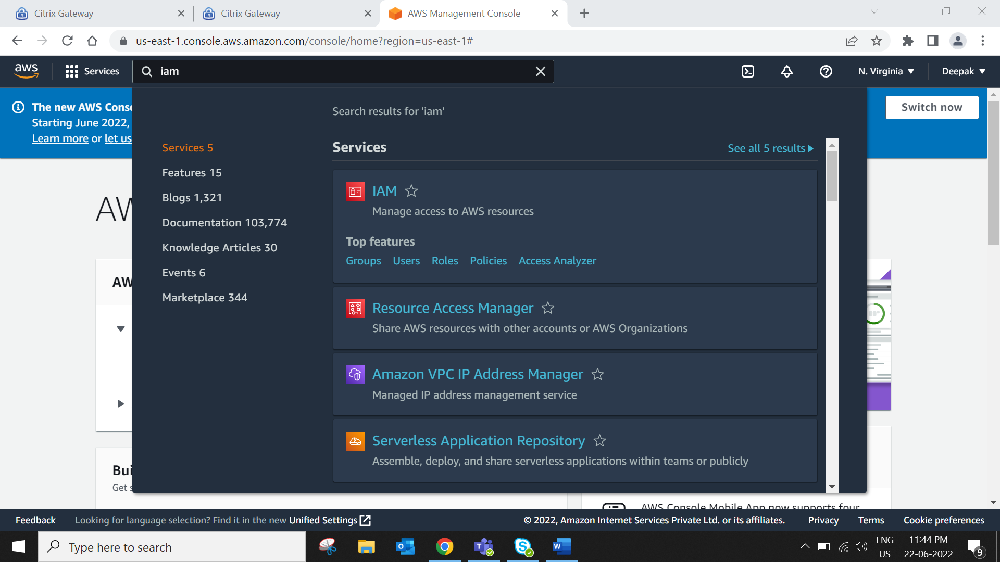 Citrix Gateway
Citrix Gateway
AWS Management Console
us-east-1.console.aws.amazon.com/console/home?region=us-east-1#
aws
Services
iam
N. Virginia
Deepak
The new AWS Conso
Starting June 2022,
Learn more or let us
Switch now
Search results for 'iam'
Services 5
Features 15
Blogs 1,321
Documentation 103,774
Knowledge Articles 30
Events 6
Marketplace 344
Services
See all 5 results
IAM
Manage access to AWS resources
Top features
Groups Users Roles Policies Access Analyzer
Resource Access Manager
Share AWS resources with other accounts or AWS Organizations
Amazon VPC IP Address Manager
Managed IP address management service
Serverless Application Repository
Assemble, deploy, and share serverless applications within teams or publicly
AW
AW
Bui
Get s
AWS Console Mobile App now supports four
Feedback
Looking for language selection? Find it in the new Unified Settings
© 2022, Amazon Internet Services Private Ltd. or its affiliates.
Privacy
Terms
Cookie preferences
Type here to search
ENG
US
11:44 PM
22-06-2022
9